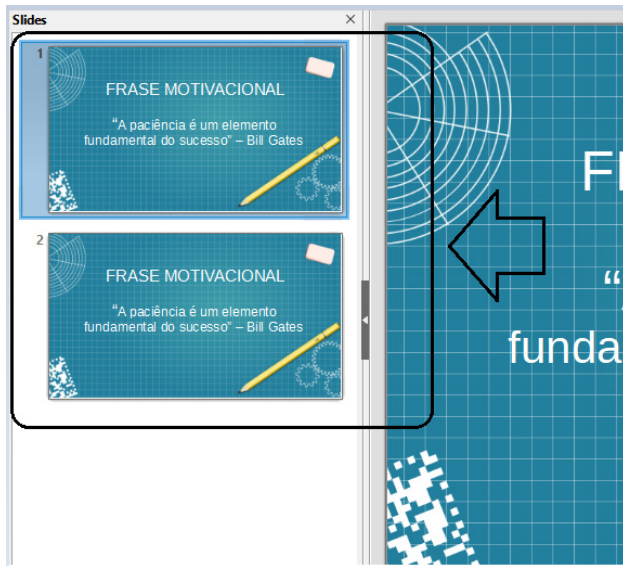 Slides
1
FRASE MOTIVACIONAL
“A paciência é um elemento
fundamental do sucesso” – Bill Gates
2
FRASE MOTIVACIONAL
“A paciência é um elemento
fundamental do sucesso” – Bill Gates
funda